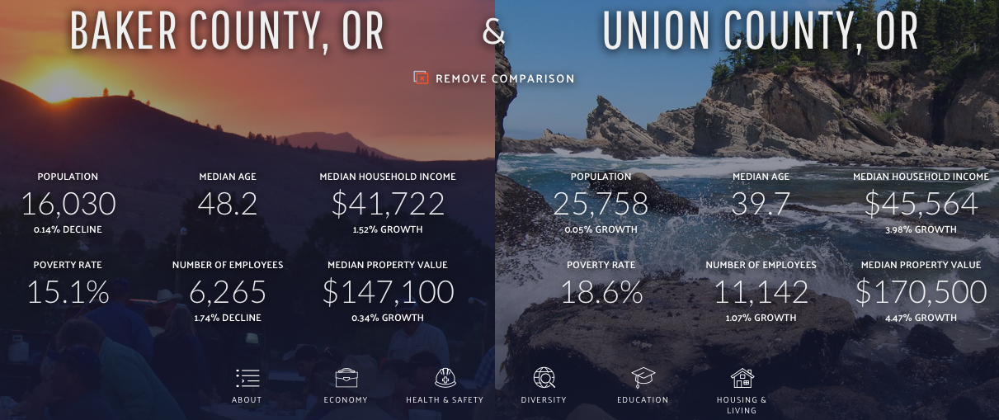 BAKER COUNTY, OR
&
UNION COUNTY, OR
REMOVE COMPARISON
POPULATION
16,030
0.14% DECLINE
MEDIAN AGE
48.2
MEDIAN HOUSEHOLD INCOME
$41,722
1.52% GROWTH
POVERTY RATE
15.1%
NUMBER OF EMPLOYEES
6,265
1.74% DECLINE
MEDIAN PROPERTY VALUE
$147,100
0.34% GROWTH
POPULATION
25,758
0.05% GROWTH
MEDIAN AGE
39.7
MEDIAN HOUSEHOLD INCOME
$45,564
3.98% GROWTH
POVERTY RATE
18.6%
NUMBER OF EMPLOYEES
11,142
1.07% GROWTH
MEDIAN PROPERTY VALUE
$170,500
4.47% GROWTH
ABOUT
ECONOMY
HEALTH & SAFETY
DIVERSITY
EDUCATION
HOUSING &
LIVING